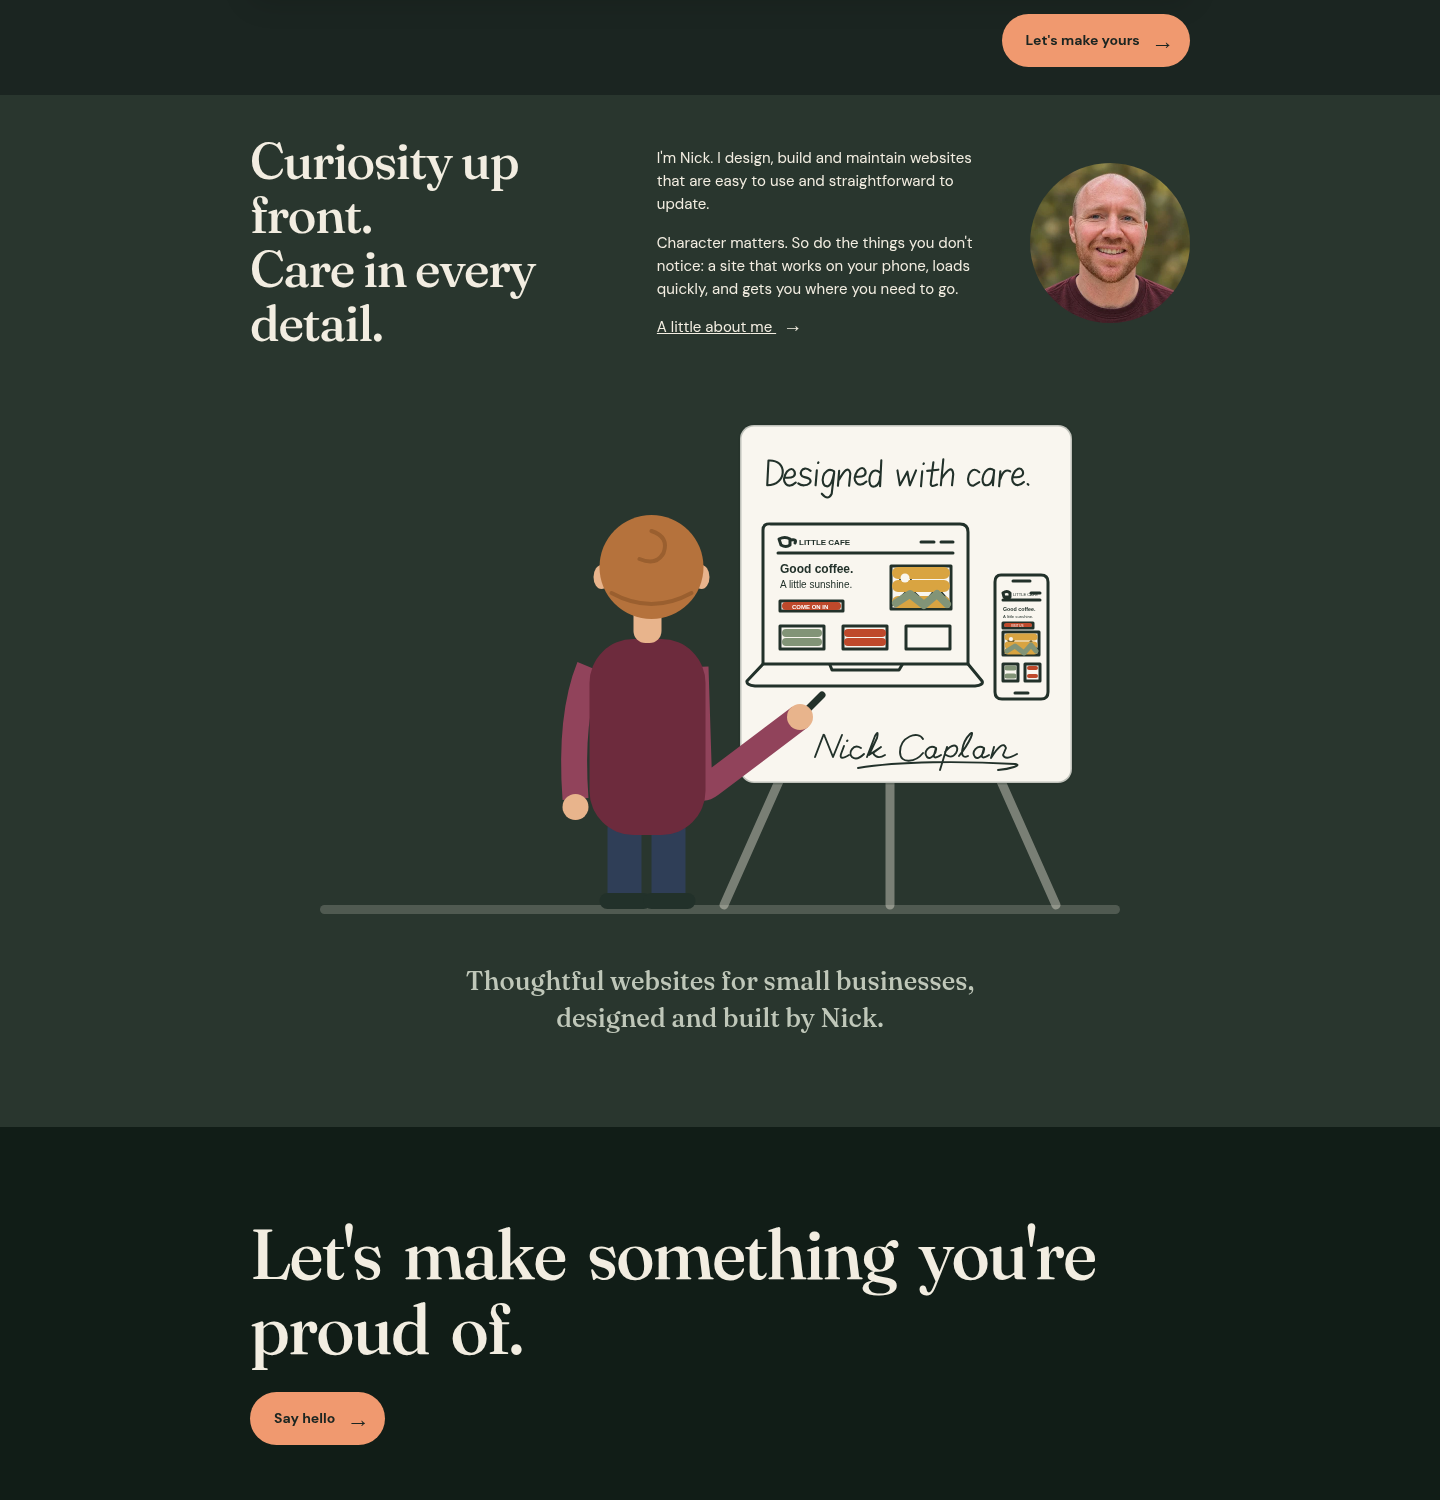 Let's make yours →
Curiosity up
front.
Care in every
detail.
I'm Nick. I design, build and maintain websites
that are easy to use and straightforward to
update.
Character matters. So do the things you don't
notice: a site that works on your phone, loads
quickly, and gets you where you need to go.
A little about me →
Designed with care.
LITTLE CAFE
Good coffee.
A little sunshine.
COME ON IN
Good coffee.
A little sunshine.
Nick Caplan
Thoughtful websites for small businesses,
designed and built by Nick.
Let's make something you're
proud of.
Say hello →